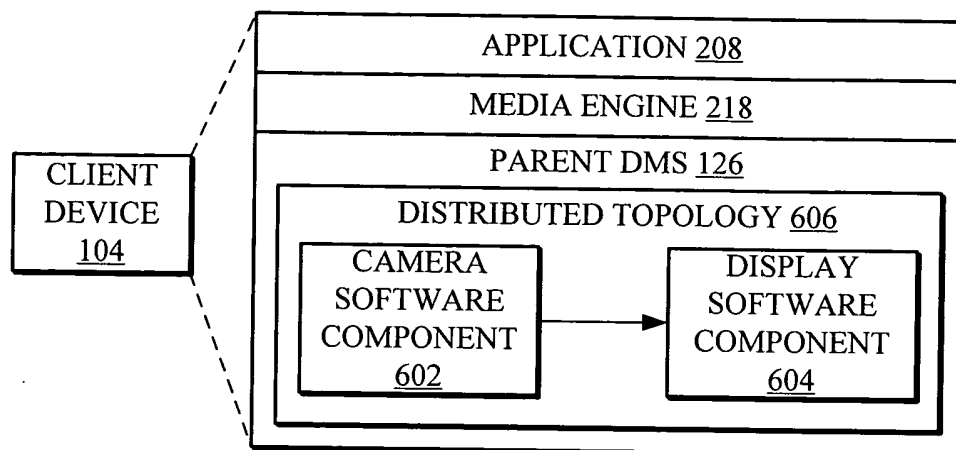 APPLICATION 208
MEDIA ENGINE 218
PARENT DMS 126
CLIENT
DEVICE
104
DISTRIBUTED TOPOLOGY 606
CAMERA
SOFTWARE
COMPONENT
602
DISPLAY
SOFTWARE
COMPONENT
604